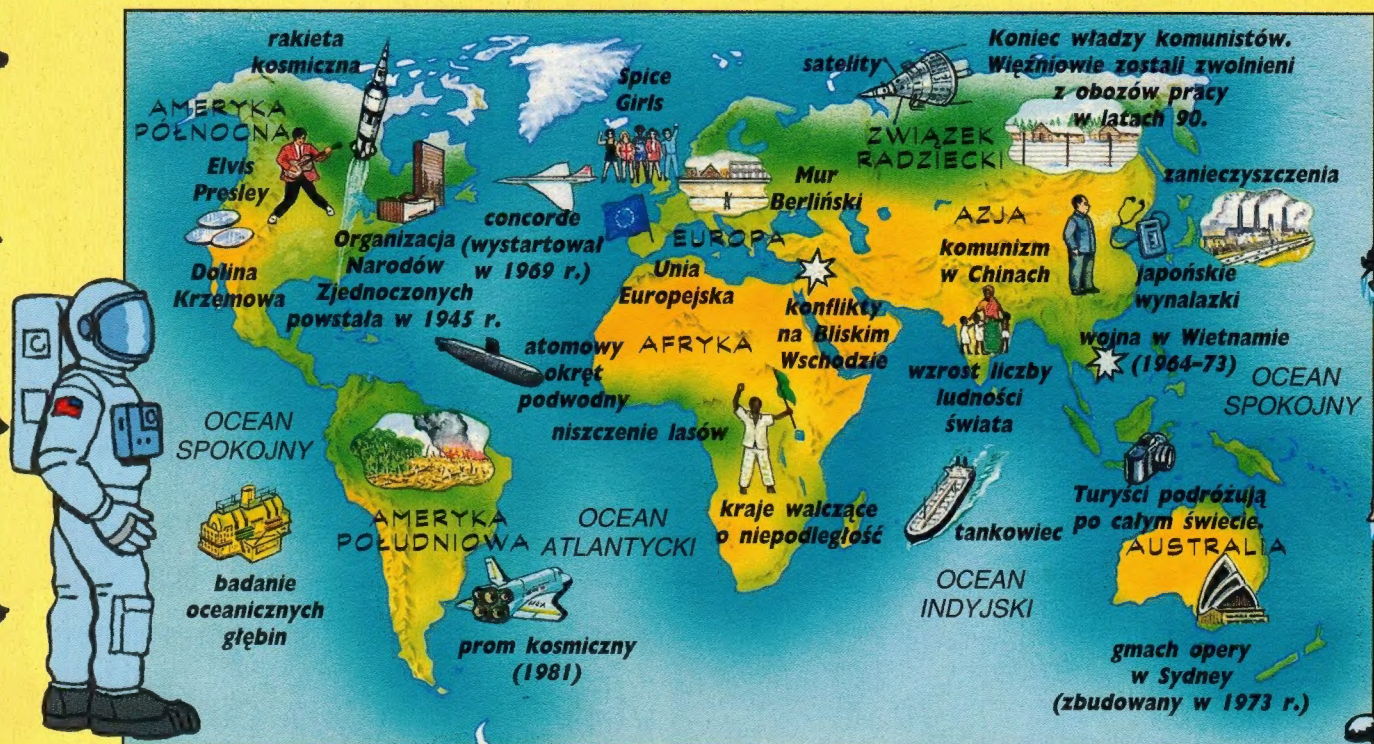 rakieta
kosmiczna
AMERYKA
PÓŁNOCNA
Elvis
Presley
Dolina
Krzemowa
Organizacja
Narodów
Zjednoczonych
powstała w 1945 r.
concorde
(wystartował
w 1969 r.)
Spice
Girls
satelity
Koniec władzy komunistów.
Więźniowie zostali zwolnieni
z obozów pracy
w latach 90.
ZWIĄZEK
RADZIECKI
Mur
Berliński
EUROPA
Unia
Europejska
zanieczyszczenia
AZJA
komunizm
w Chinach
japońskie
wynalazki
konflikty
na Bliskim
Wschodzie
AFRYKA
atomowy
okręt
podwodny
wzrost liczby
ludności
świata
wojna w Wietnamie
(1964–73)
OCEAN
SPOKOJNY
OCEAN
SPOKOJNY
niszczenie lasów
AMERYKA
POŁUDNIOWA
OCEAN
ATLANTYCKI
kraje walczące
o niepodległość
tankowiec
Turyści podróżują
po całym świecie.
AUSTRALIA
OCEAN
INDYJSKI
badanie
oceanicznych
głębin
prom kosmiczny
(1981)
gmach opery
w Sydney
(zbudowany w 1973 r.)